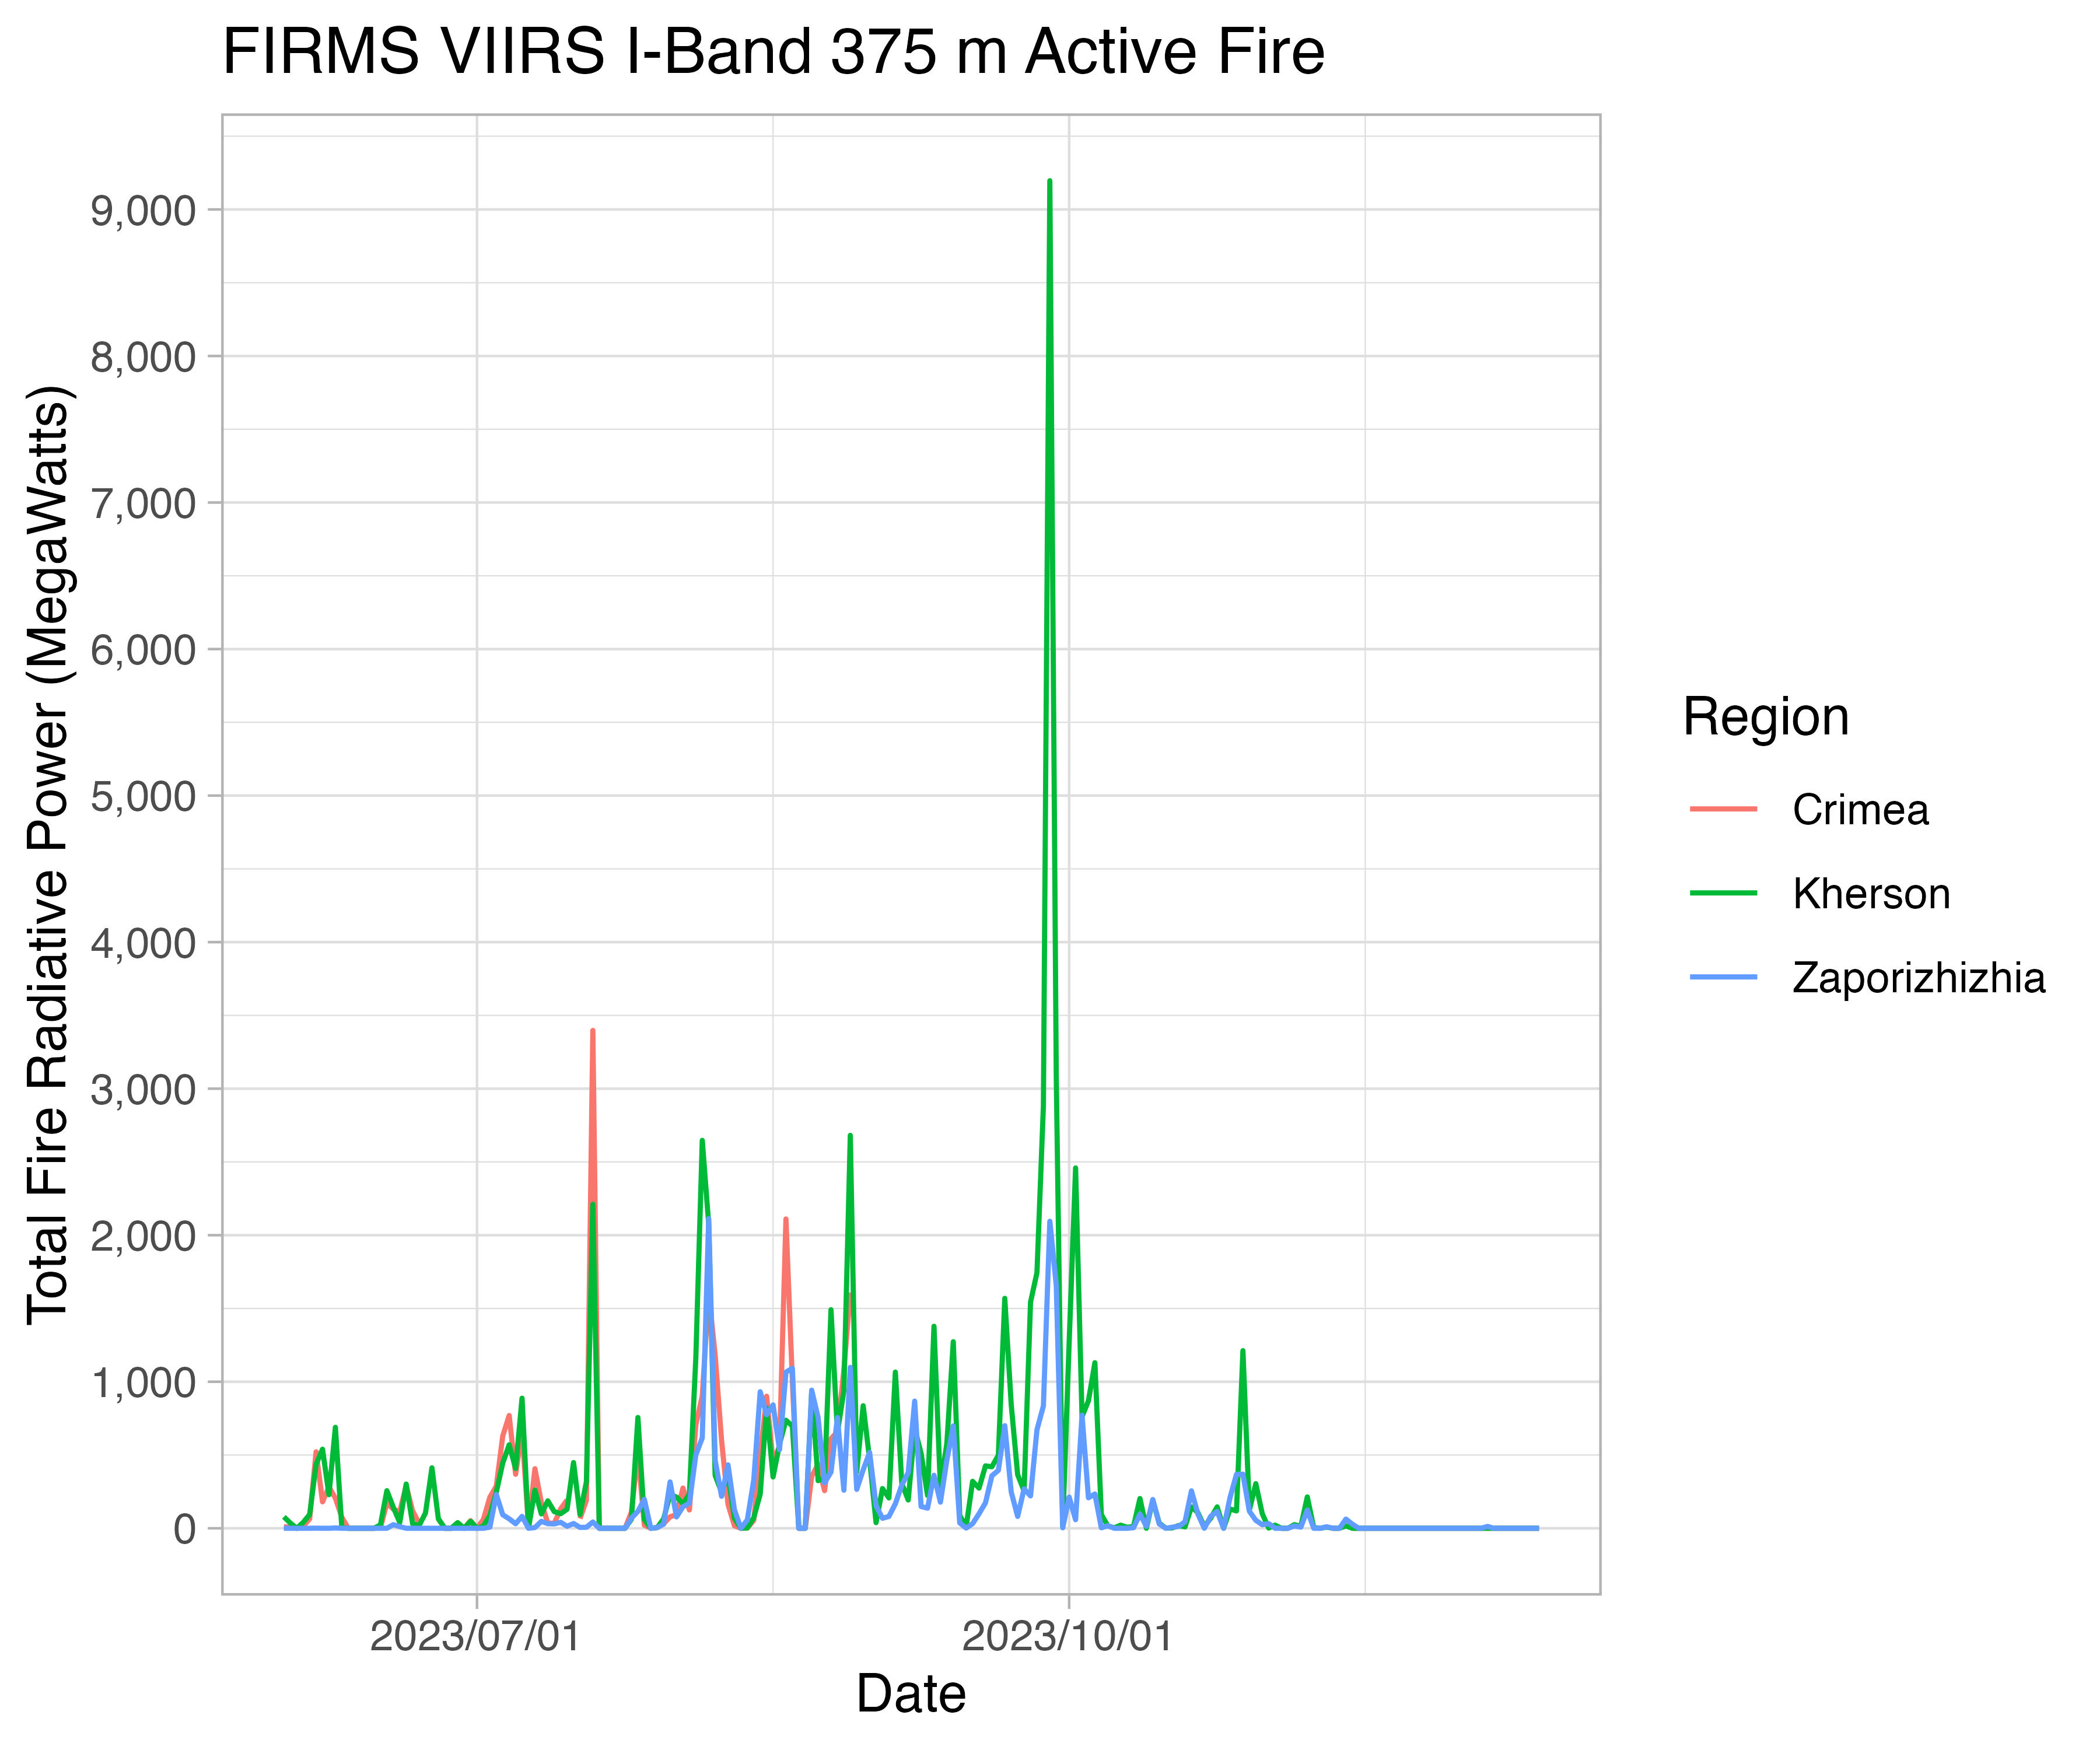 FIRMS VIIRS I-Band 375 m Active Fire
Total Fire Radiative Power (MegaWatts)
9,000
8,000
7,000
6,000
5,000
4,000
3,000
2,000
1,000
0
2023/07/01
2023/10/01
Date
Region
Crimea
Kherson
Zaporizhizhia